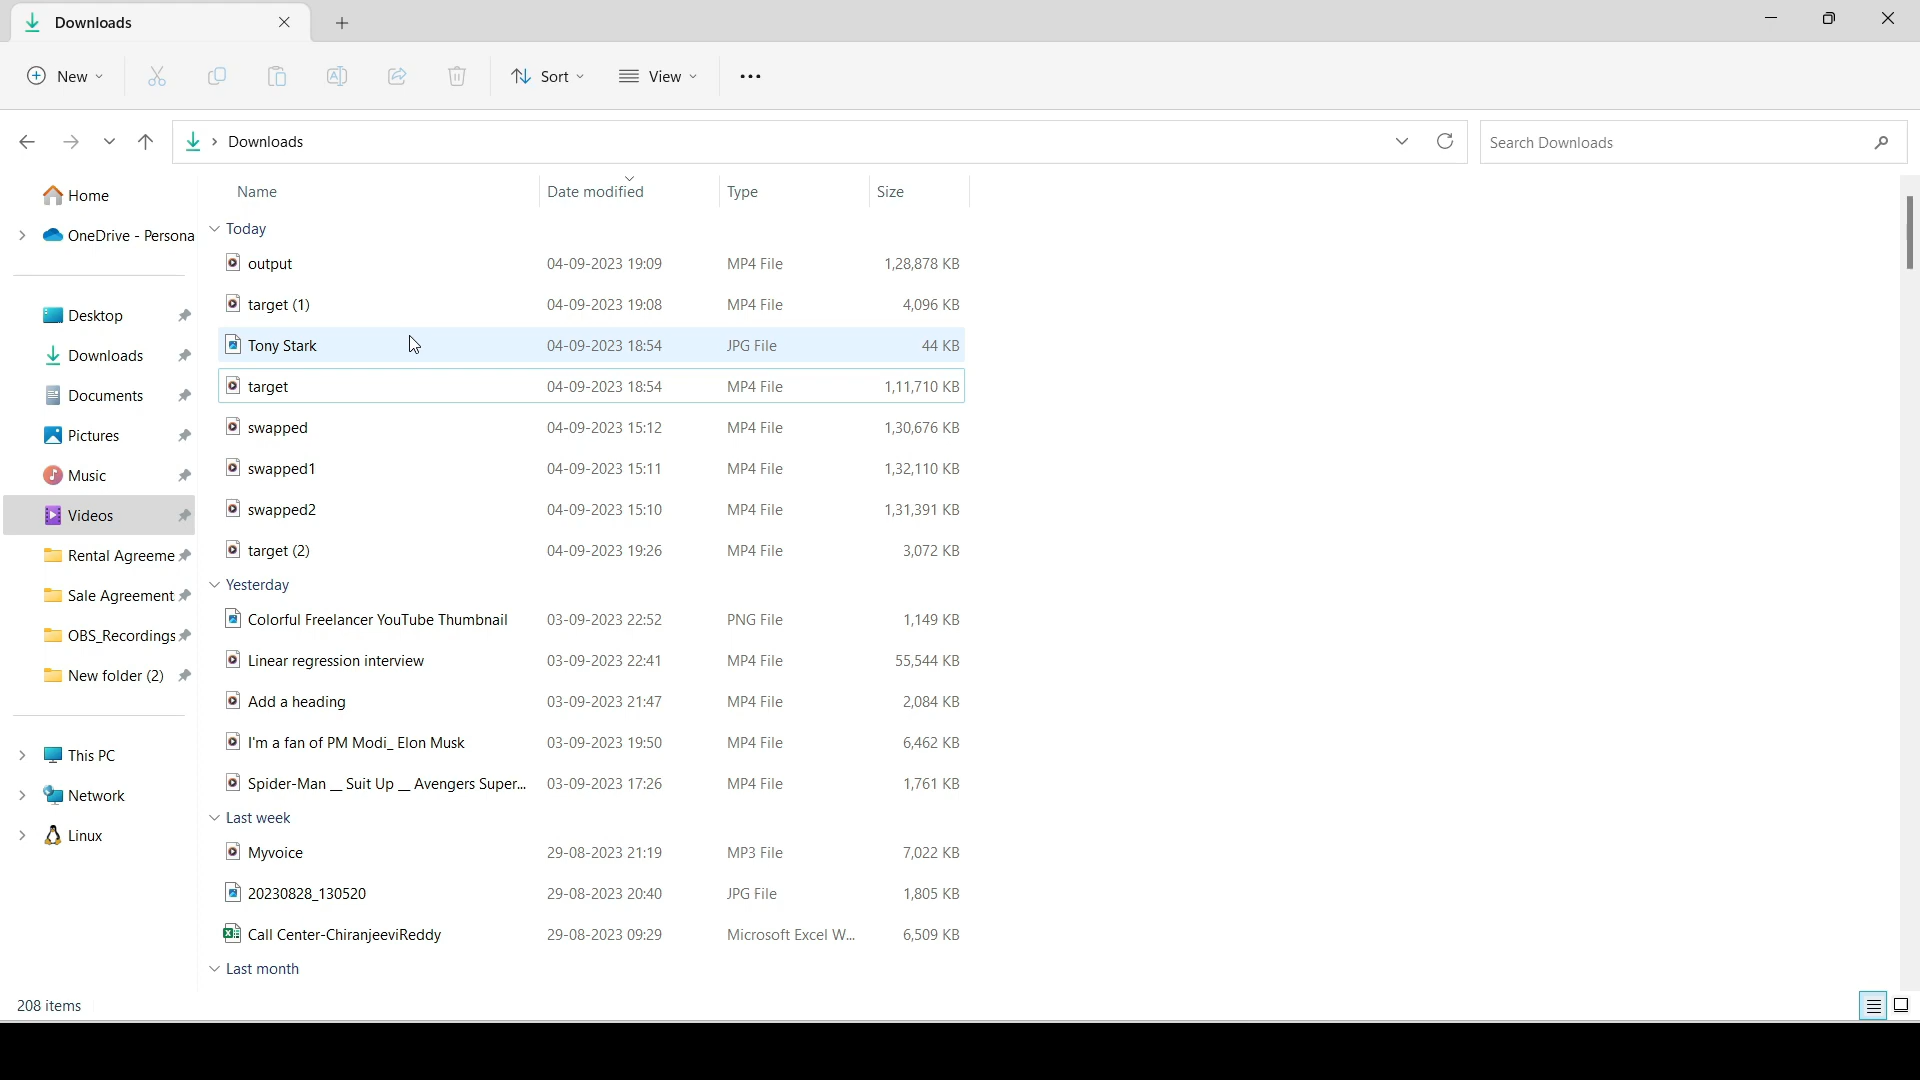 Downloads
New Sort View
Downloads Search Downloads
Name Date modified Type Size
Home
OneDrive - Persona
Desktop
Downloads
Documents
Pictures
Music
Videos
Rental Agreeme
Sale Agreement
OBS_Recordings
New folder (2)
This PC
Network
Linux
Today
output 04-09-2023 19:09 MP4 File 1,28,878 KB
target (1) 04-09-2023 19:08 MP4 File 4,096 KB
Tony Stark 04-09-2023 18:54 JPG File 44 KB
target 04-09-2023 18:54 MP4 File 1,11,710 KB
swapped 04-09-2023 15:12 MP4 File 1,30,676 KB
swapped1 04-09-2023 15:11 MP4 File 1,32,110 KB
swapped2 04-09-2023 15:10 MP4 File 1,31,391 KB
target (2) 04-09-2023 19:26 MP4 File 3,072 KB
Yesterday
Colorful Freelancer YouTube Thumbnail 03-09-2023 22:52 PNG File 1,149 KB
Linear regression interview 03-09-2023 22:41 MP4 File 55,544 KB
Add a heading 03-09-2023 21:47 MP4 File 2,084 KB
I'm a fan of PM Modi_ Elon Musk 03-09-2023 19:50 MP4 File 6,462 KB
Spider-Man __ Suit Up __ Avengers Super... 03-09-2023 17:26 MP4 File 1,761 KB
Last week
Myvoice 29-08-2023 21:19 MP3 File 7,022 KB
20230828_130520 29-08-2023 20:40 JPG File 1,805 KB
Call Center-ChiranjeeviReddy 29-08-2023 09:29 Microsoft Excel W... 6,509 KB
Last month
208 items